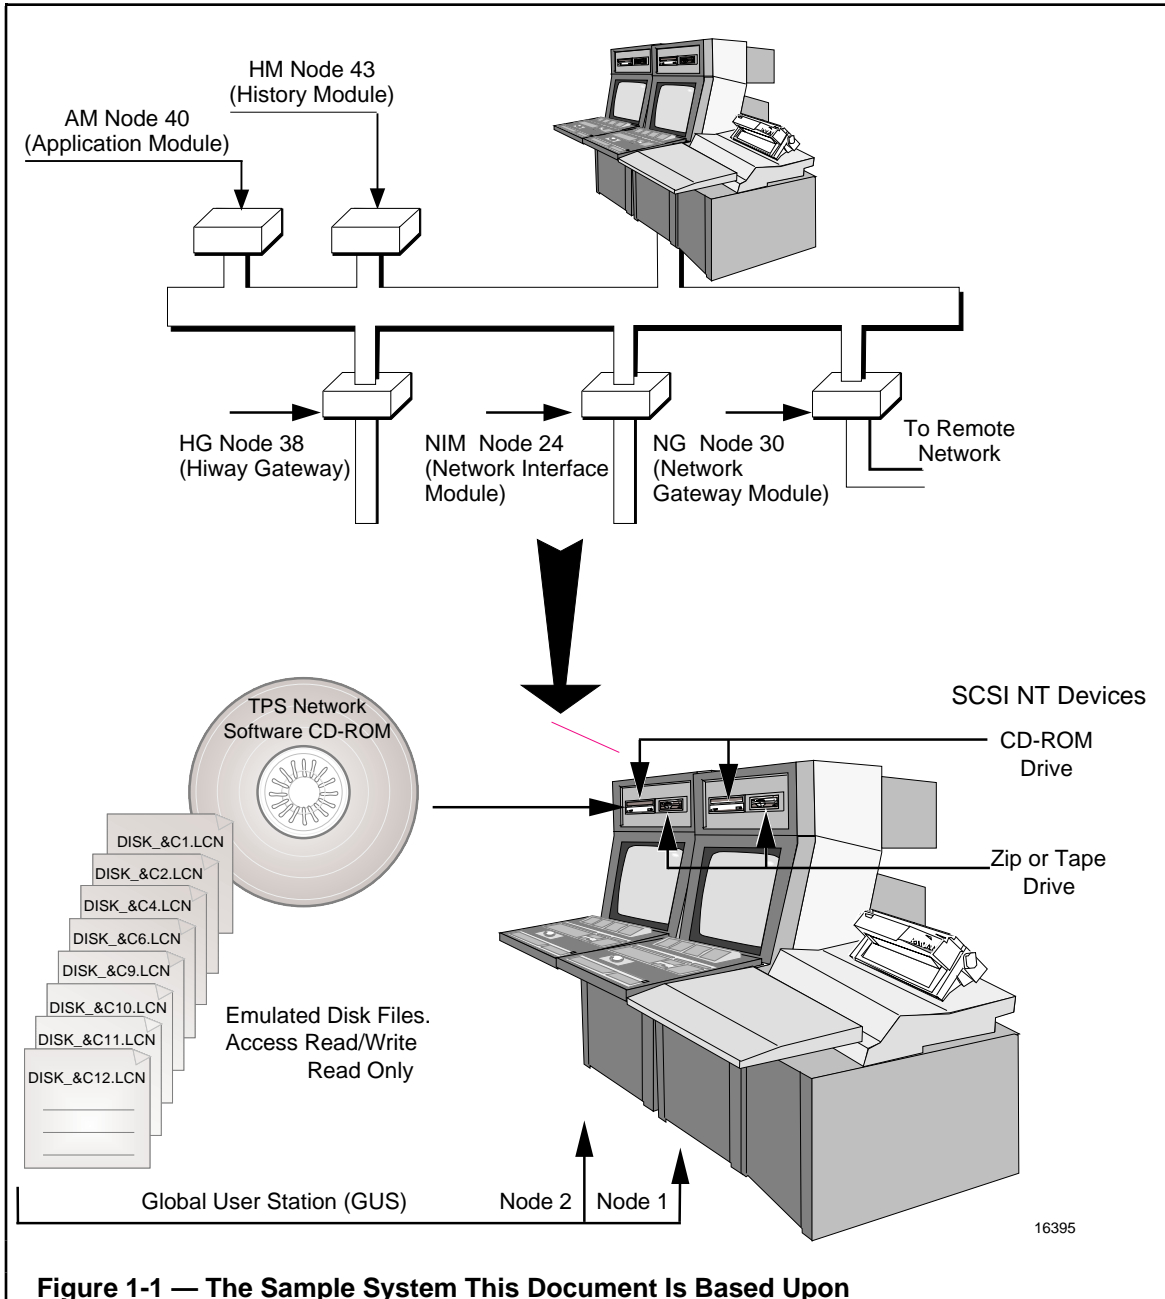 HM Node 43
(History Module)
AM Node 40
(Application Module)
HG Node 38
(Hiway Gateway)
NIM  Node 24
(Network Interface
Module)
NG  Node 30
(Network
Gateway Module)
To Remote
Network
TPS Network
Software CD-ROM
SCSI NT Devices
CD-ROM
Drive
Zip or Tape
Drive
DISK_&C1.LCN
DISK_&C2.LCN
DISK_&C4.LCN
DISK_&C6.LCN
DISK_&C9.LCN
DISK_&C10.LCN
DISK_&C11.LCN
DISK_&C12.LCN
Emulated Disk Files.
Access Read/Write
Read Only
Global User Station (GUS)
Node 2
Node 1
16395
Figure 1-1 — The Sample System This Document Is Based Upon